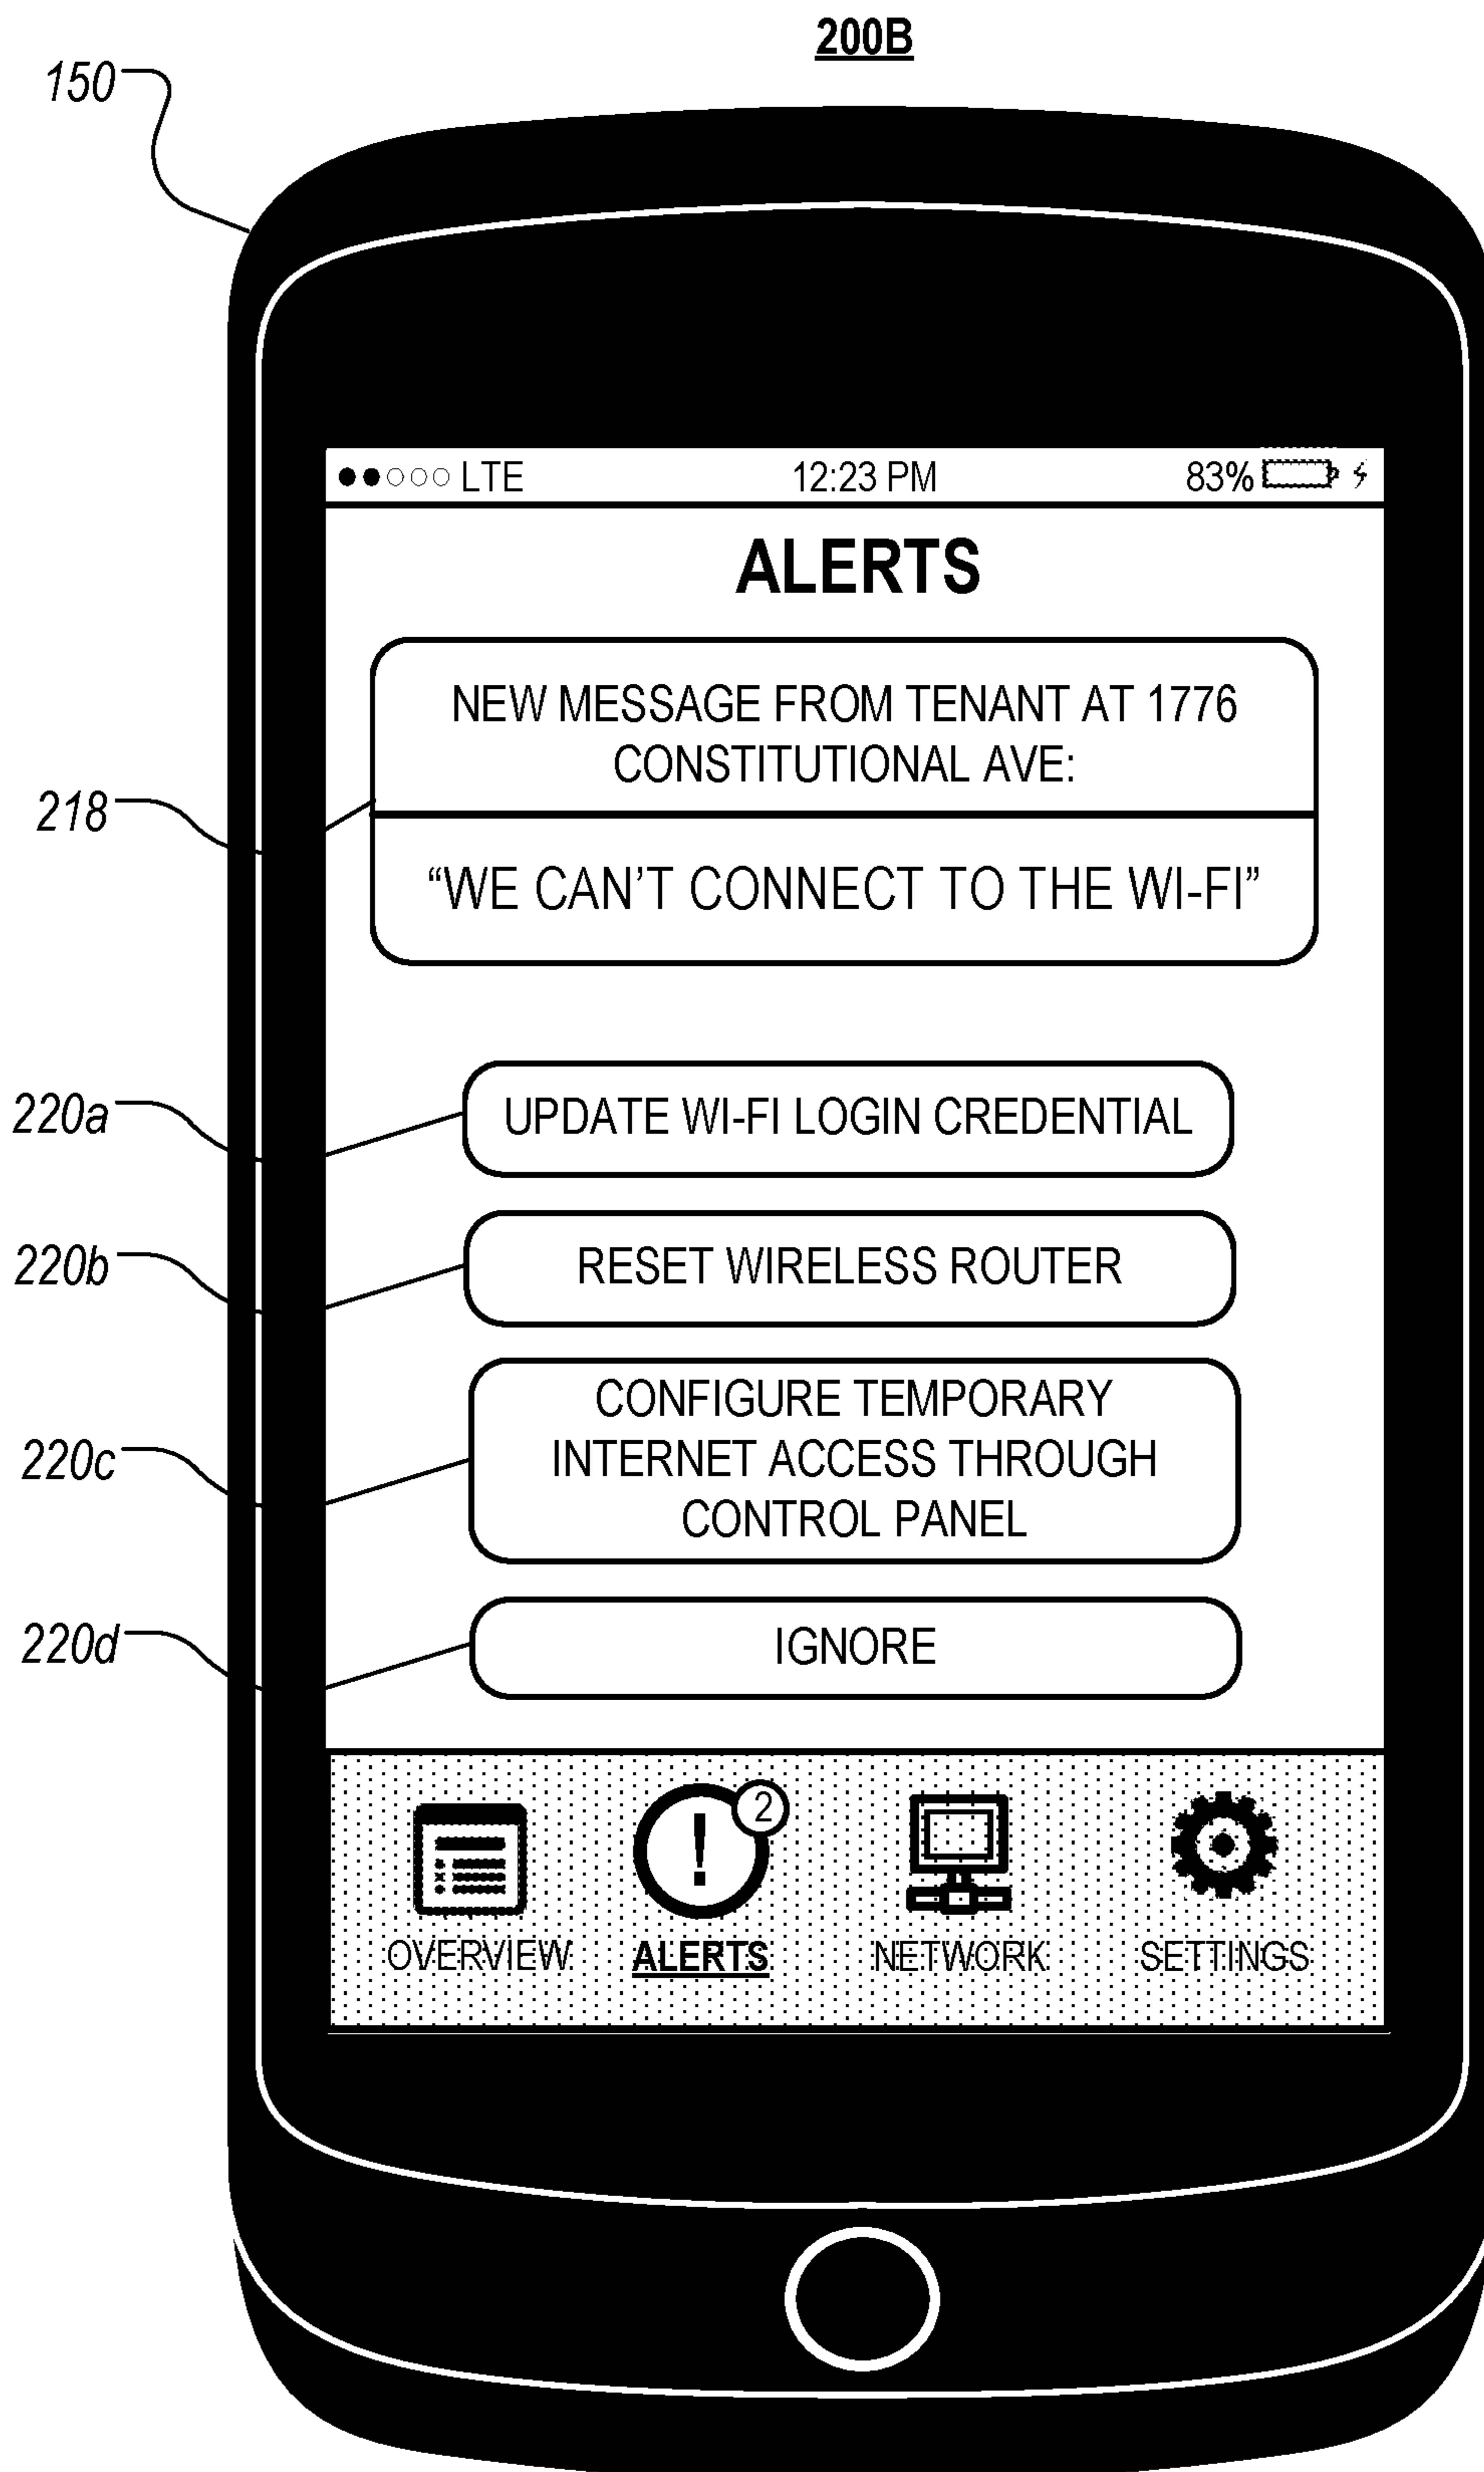 200B
150
●●○○○ LTE 12:23 PM 83%
ALERTS
NEW MESSAGE FROM TENANT AT 1776
CONSTITUTIONAL AVE:
218
“WE CAN’T CONNECT TO THE WI-FI”
220a
UPDATE WI-FI LOGIN CREDENTIAL
220b
RESET WIRELESS ROUTER
220c
CONFIGURE TEMPORARY
INTERNET ACCESS THROUGH
CONTROL PANEL
220d
IGNORE
! 2
OVERVIEW ALERTS NETWORK SETTINGS